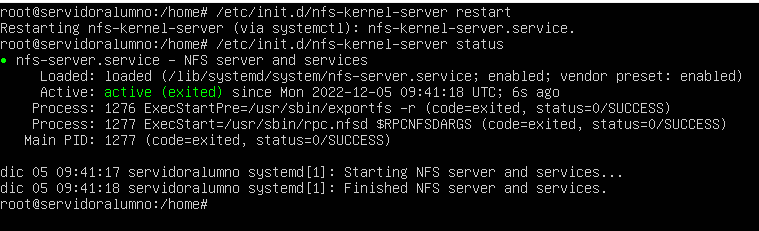 root@servidoralumno:/home# /etc/init.d/nfs-kernel-server restart
Restarting nfs-kernel-server (via systemctl): nfs-kernel-server.service.
root@servidoralumno:/home# /etc/init.d/nfs-kernel-server status
● nfs-server.service - NFS server and services
     Loaded: loaded (/lib/systemd/system/nfs-server.service; enabled; vendor preset: enabled)
     Active: active (exited) since Mon 2022-12-05 09:41:18 UTC; 6s ago
    Process: 1276 ExecStartPre=/usr/sbin/exportfs -r (code=exited, status=0/SUCCESS)
    Process: 1277 ExecStart=/usr/sbin/rpc.nfsd $RPCNFSDARGS (code=exited, status=0/SUCCESS)
   Main PID: 1277 (code=exited, status=0/SUCCESS)
dic 05 09:41:17 servidoralumno systemd[1]: Starting NFS server and services...
dic 05 09:41:18 servidoralumno systemd[1]: Finished NFS server and services.
root@servidoralumno:/home#